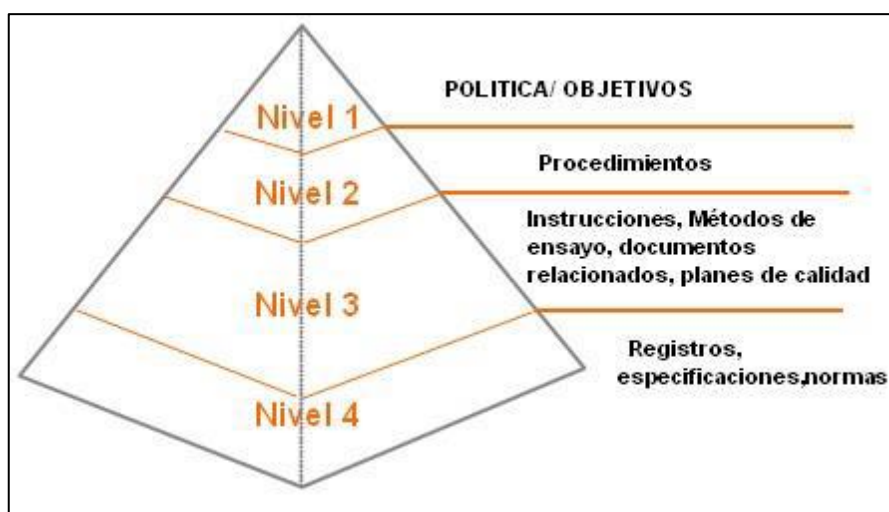 Nivel 1
POLITICA/ OBJETIVOS
Nivel 2
Procedimientos
Nivel 3
Instrucciones, Métodos de
ensayo, documentos
relacionados, planes de calidad
Nivel 4
Registros,
especificaciones,normas